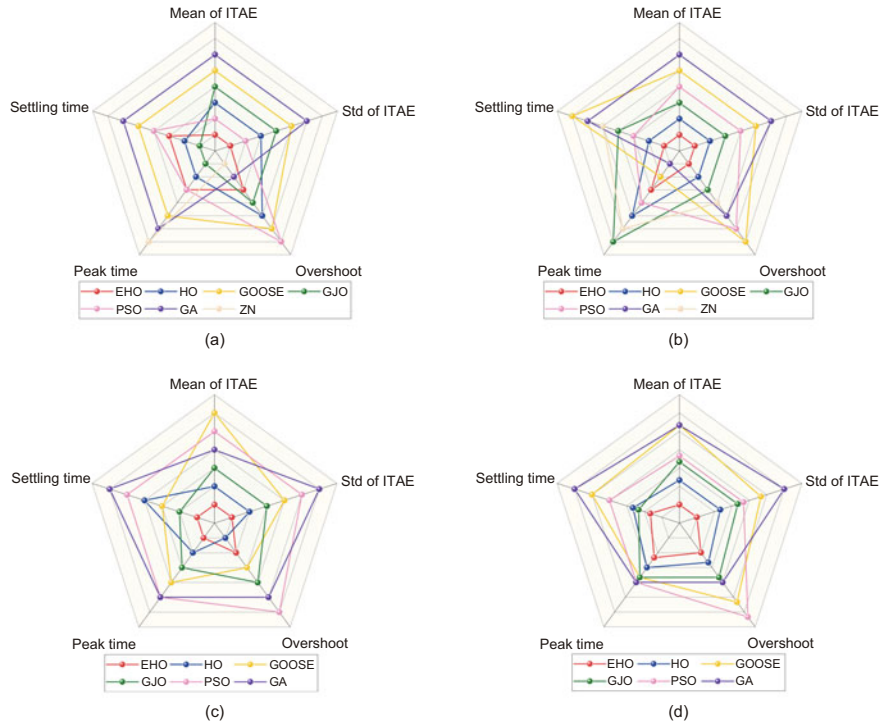 Mean of ITAE
Settling time
Std of ITAE
Peak time
Overshoot
EHO HO GOOSE GJO
PSO GA ZN
(a)
Mean of ITAE
Settling time
Std of ITAE
Peak time
Overshoot
EHO HO GOOSE GJO
PSO GA ZN
(b)
Mean of ITAE
Settling time
Std of ITAE
Peak time
Overshoot
EHO HO GOOSE
GJO PSO GA
(c)
Mean of ITAE
Settling time
Std of ITAE
Peak time
Overshoot
EHO HO GOOSE
GJO PSO GA
(d)